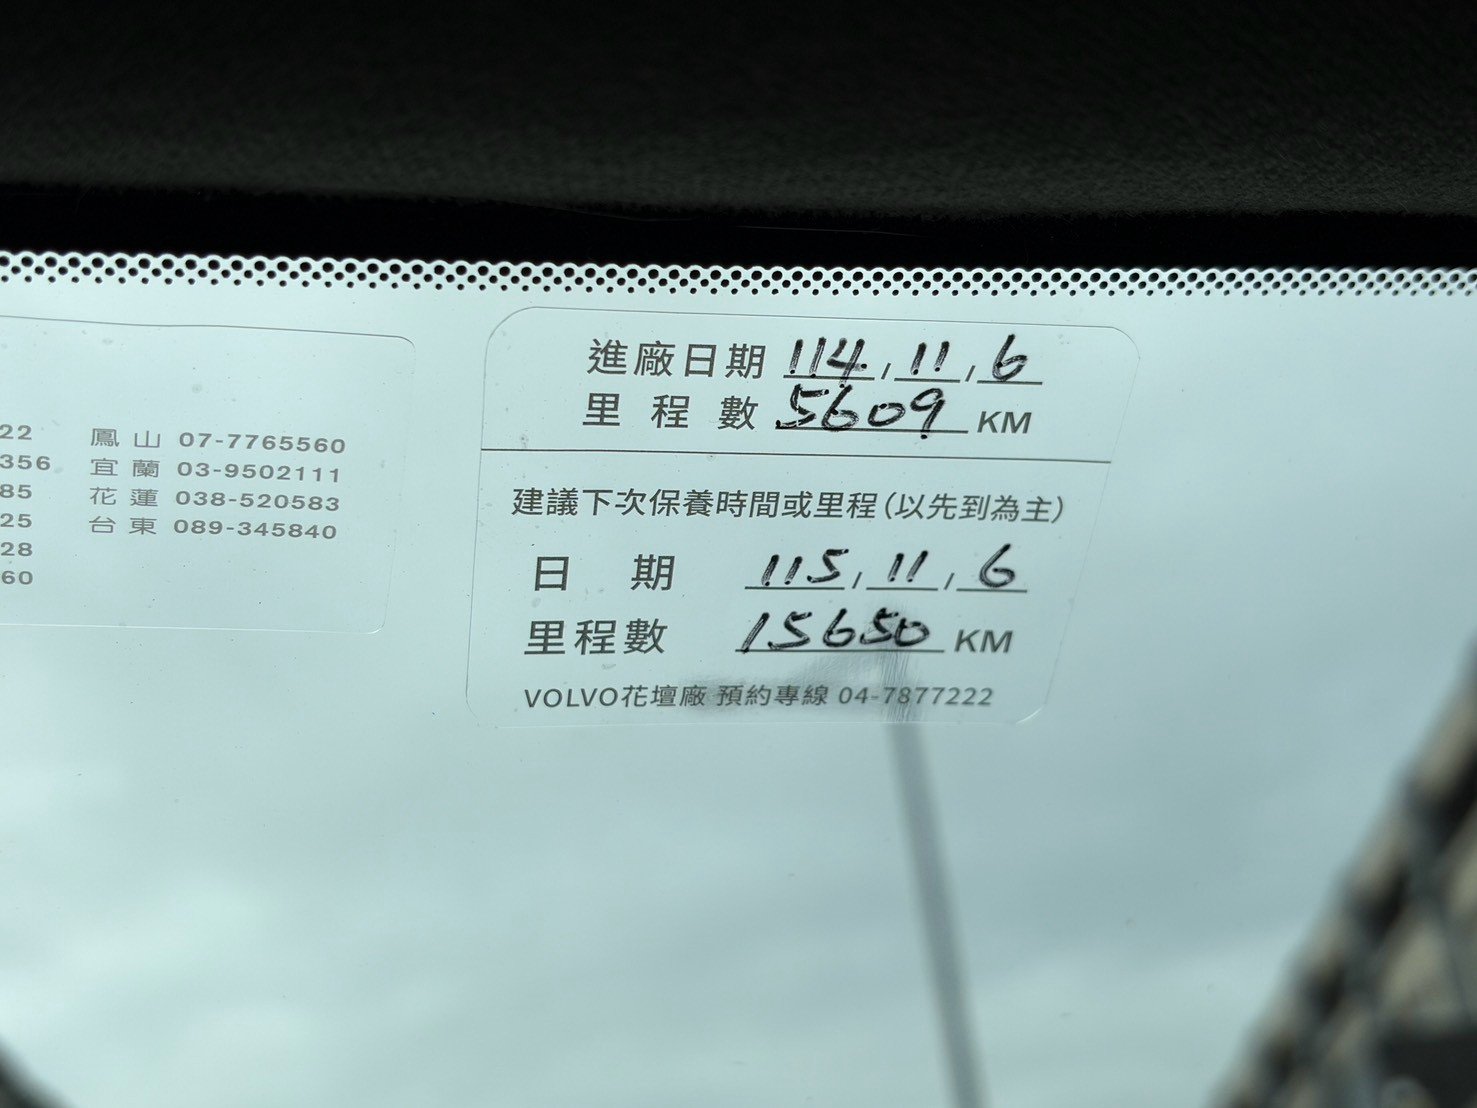 22
356
85
25
28
60
鳳山 07-7765560
宜蘭 03-9502111
花蓮 038-520583
台東 089-345840
進廠日期 114/11/6
里程數 5609 KM
建議下次保養時間或里程(以先到為主)
日期 115/11/6
里程數 15650 KM
VOLVO花壇廠 預約專線 04-7877222